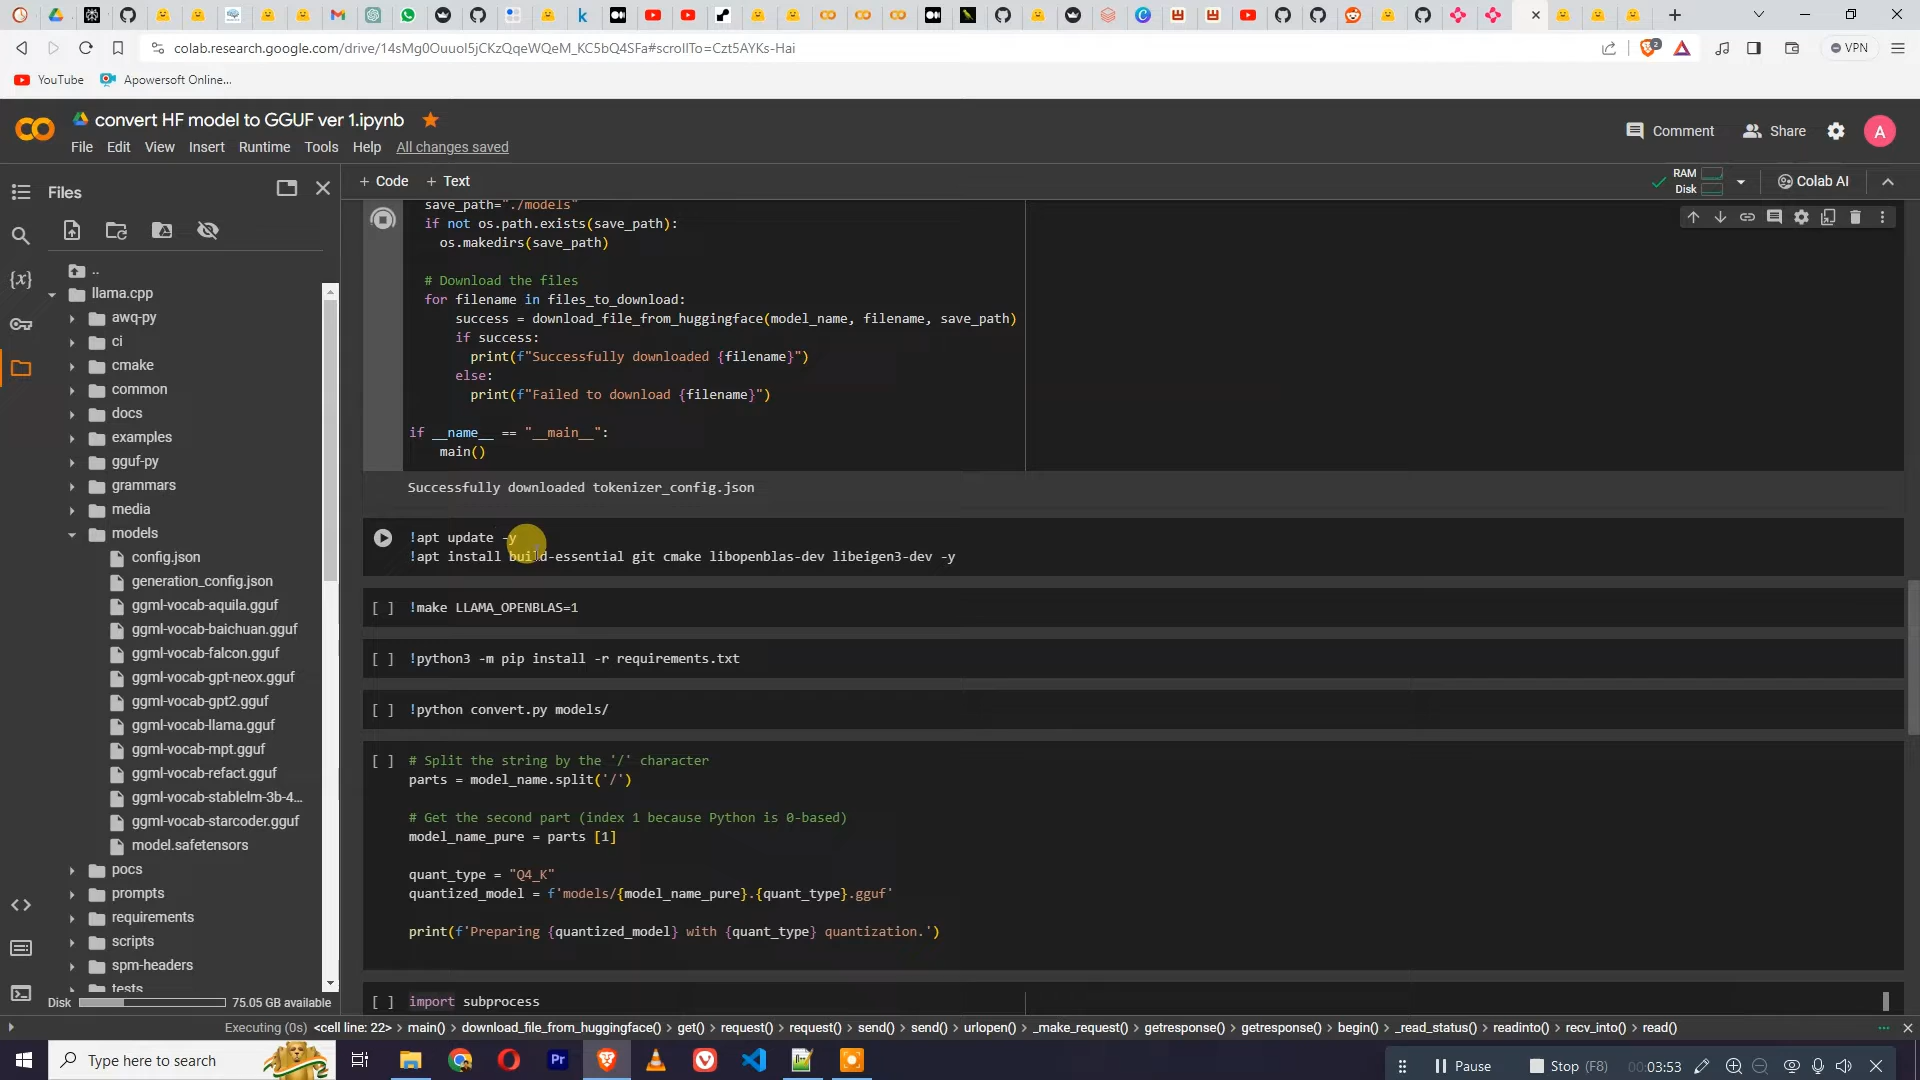 colab.research.google.com/drive/14sMg0OuuoI5jCKzQqeWQeM_KC5bQ4SFa#scrollTo=Czt5AYKs-Hai
2
VPN
YouTube
Apowersoft Online...
convert HF model to GGUF ver 1.ipynb
File Edit View Insert Runtime Tools Help All changes saved
Comment
Share
A
Files
+ Code + Text
RAM
Disk
Colab AI
..
llama.cpp
awq-py
ci
cmake
common
docs
examples
gguf-py
grammars
media
models
config.json
generation_config.json
ggml-vocab-aquila.gguf
ggml-vocab-baichuan.gguf
ggml-vocab-falcon.gguf
ggml-vocab-gpt-neox.gguf
ggml-vocab-gpt2.gguf
ggml-vocab-llama.gguf
ggml-vocab-mpt.gguf
ggml-vocab-refact.gguf
ggml-vocab-stablelm-3b-4...
ggml-vocab-starcoder.gguf
model.safetensors
pocs
prompts
requirements
scripts
spm-headers
tests
Disk 75.05 GB available
save_path="./models"
if not os.path.exists(save_path):
os.makedirs(save_path)
# Download the files
for filename in files_to_download:
success = download_file_from_huggingface(model_name, filename, save_path)
if success:
print(f"Successfully downloaded {filename}")
else:
print(f"Failed to download {filename}")
if __name__ == "__main__":
main()
Successfully downloaded tokenizer_config.json
!apt update -y
!apt install build-essential git cmake libopenblas-dev libeigen3-dev -y
[ ] !make LLAMA_OPENBLAS=1
[ ] !python3 -m pip install -r requirements.txt
[ ] !python convert.py models/
[ ] # Split the string by the '/' character
parts = model_name.split('/')
# Get the second part (index 1 because Python is 0-based)
model_name_pure = parts [1]
quant_type = "Q4_K"
quantized_model = f'models/{model_name_pure}.{quant_type}.gguf'
print(f'Preparing {quantized_model} with {quant_type} quantization.')
[ ] import subprocess
Executing (0s) <cell line: 22> > main() > download_file_from_huggingface() > get() > request() > request() > send() > send() > urlopen() > _make_request() > getresponse() > getresponse() > begin() > _read_status() > readinto() > recv_into() > read()
Type here to search
Pause
Stop (F8)
00:03:53